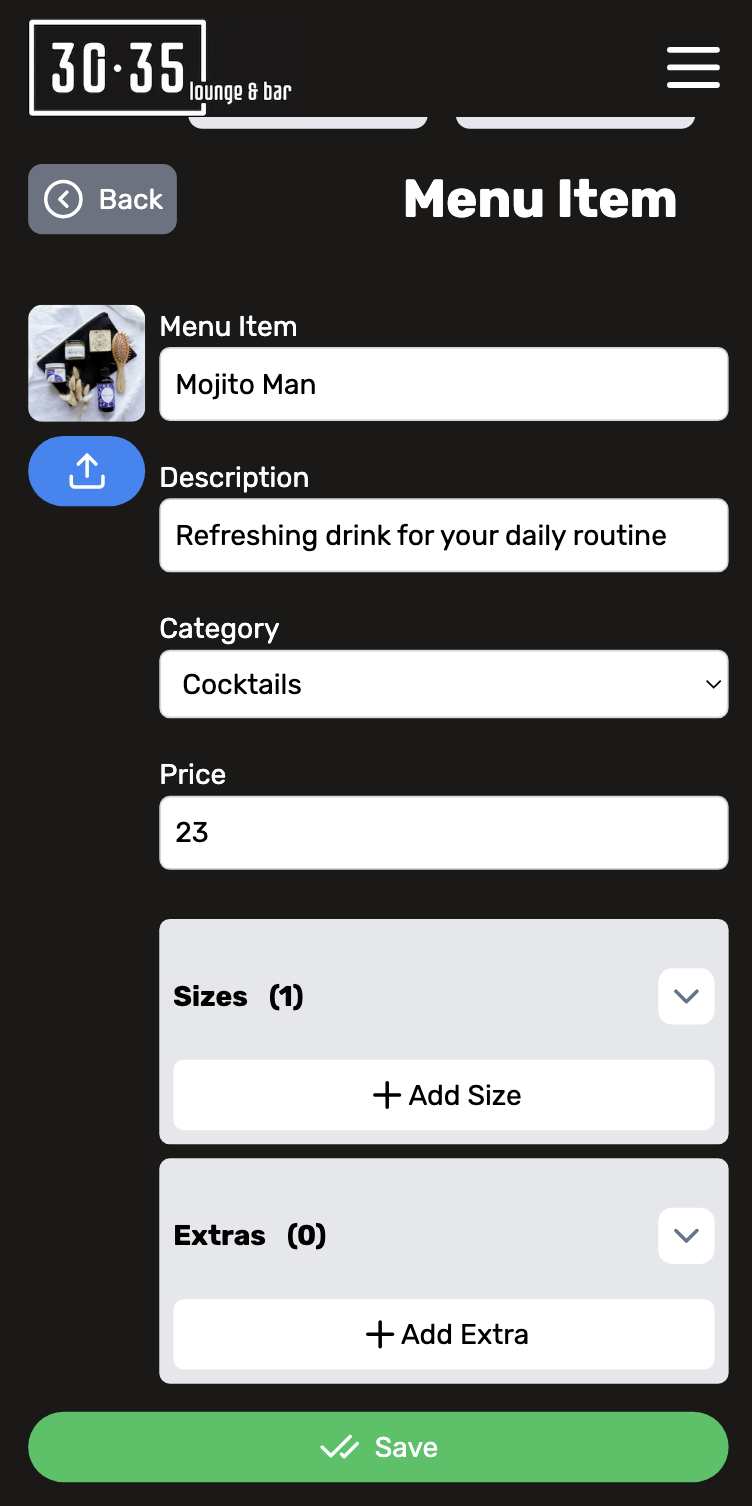 30·35
lounge & bar
Back
Menu Item
Menu Item
Mojito Man
Description
Refreshing drink for your daily routine
Category
Cocktails
Price
23
Sizes (1)
Add Size
Extras (0)
Add Extra
Save